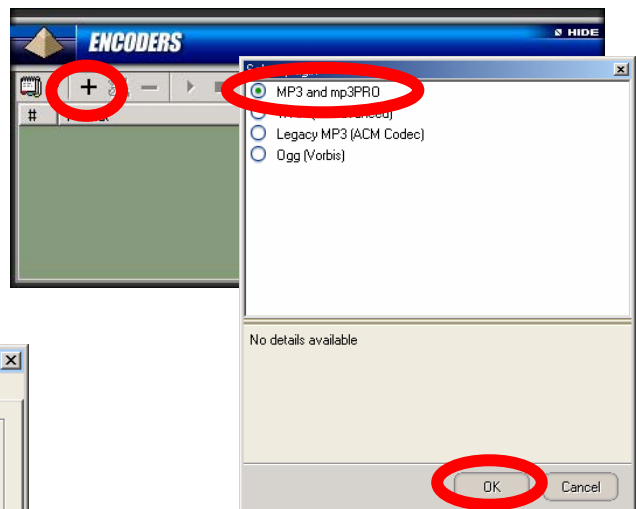 ENCODERS
HIDE
#
MP3 and mp3PRO
Legacy MP3 (ACM Codec)
Ogg (Vorbis)
No details available
OK
Cancel